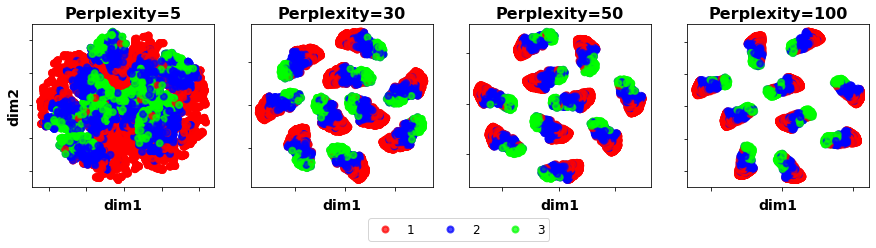 Perplexity=5 Perplexity=30 Perplexity=50 Perplexity=100
dim2
dim1 dim1 dim1 dim1
1 2 3